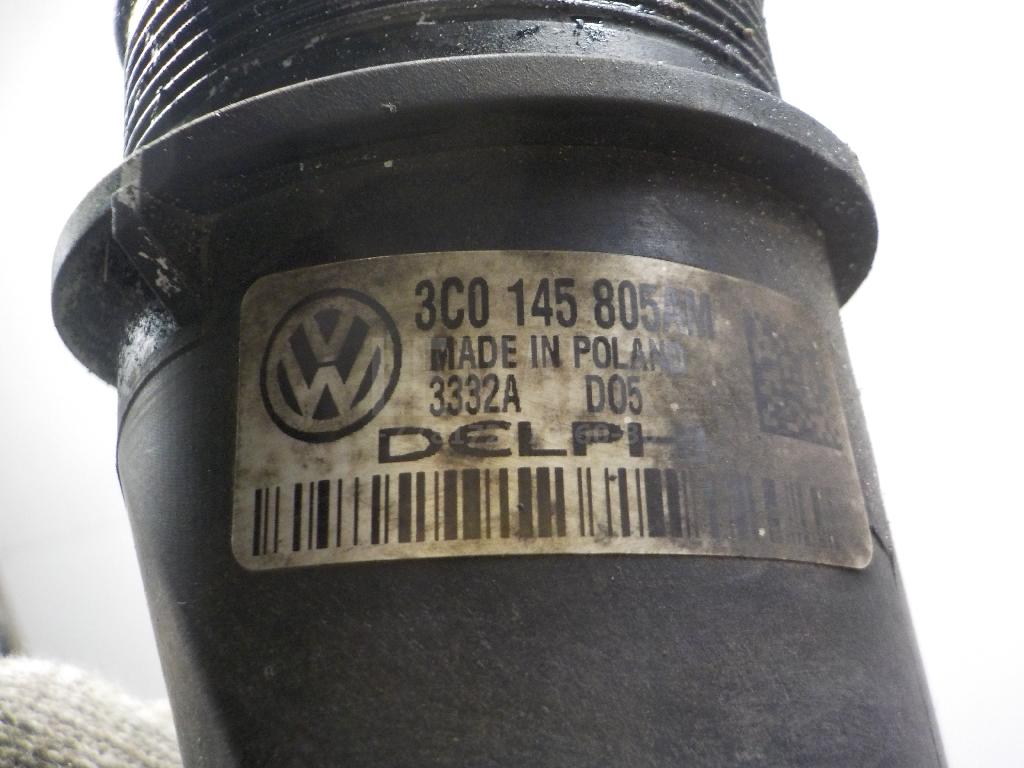 3C0 145 805AM
MADE IN POLAND
3332A D05
DELPHI